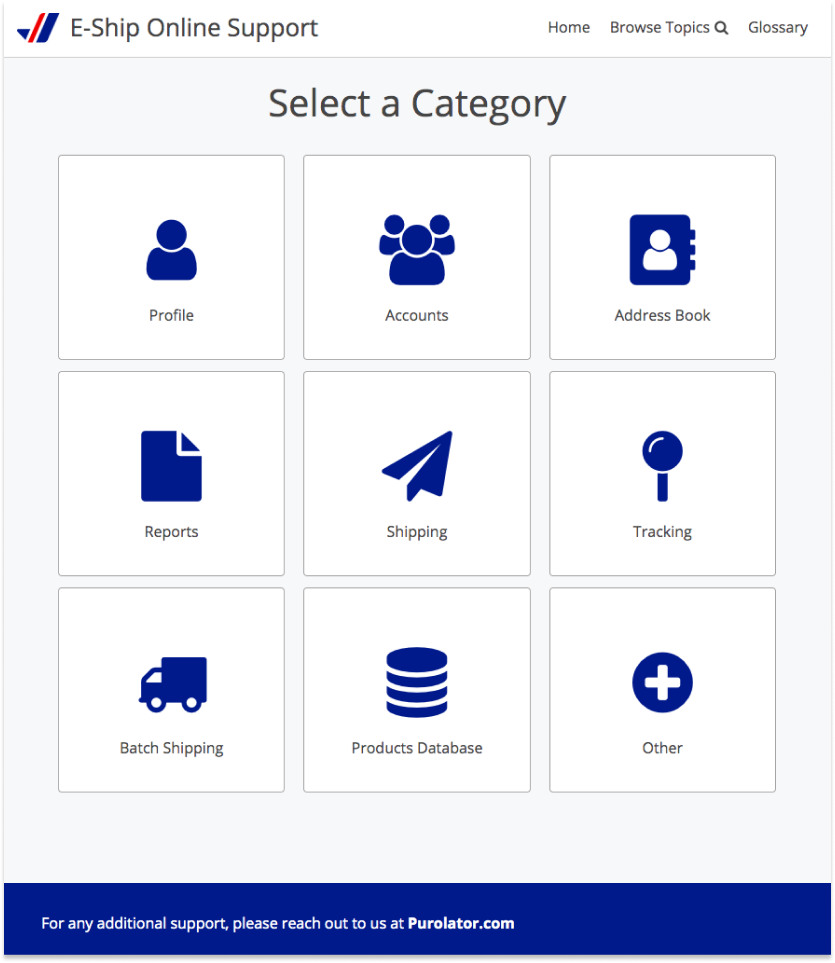 E-Ship Online Support
Home Browse Topics Glossary
Select a Category
Profile Accounts Address Book
Reports Shipping Tracking
Batch Shipping Products Database Other
For any additional support, please reach out to us at Purolator.com